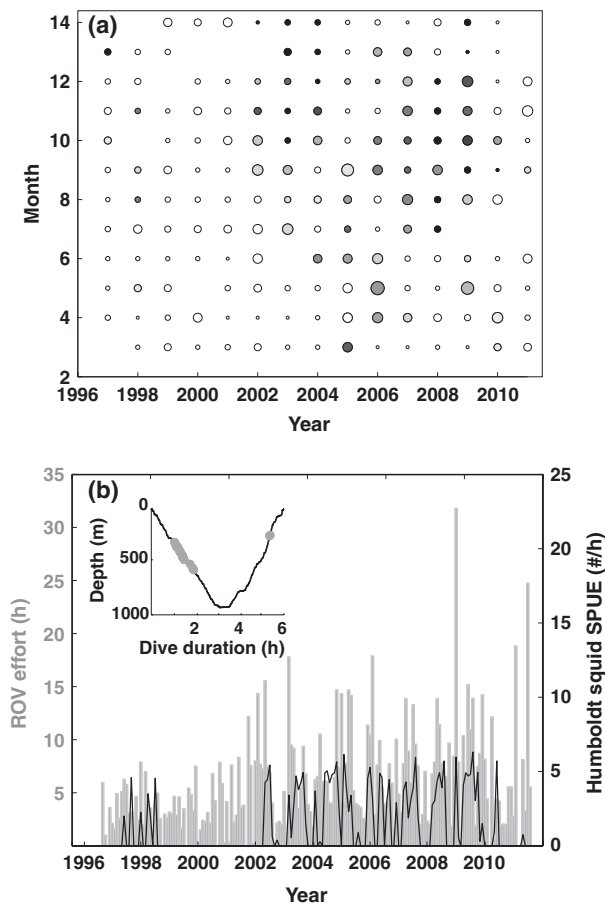 (a)
14
12
10
8
6
4
2
Month
1996 1998 2000 2002 2004 2006 2008 2010
Year
(b)
35
30
25
20
15
10
5
ROV effort (h)
25
20
15
10
5
0
Humboldt squid SPUE (#/h)
0
500
1000
Depth (m)
2 4 6
Dive duration (h)
1996 1998 2000 2002 2004 2006 2008 2010
Year